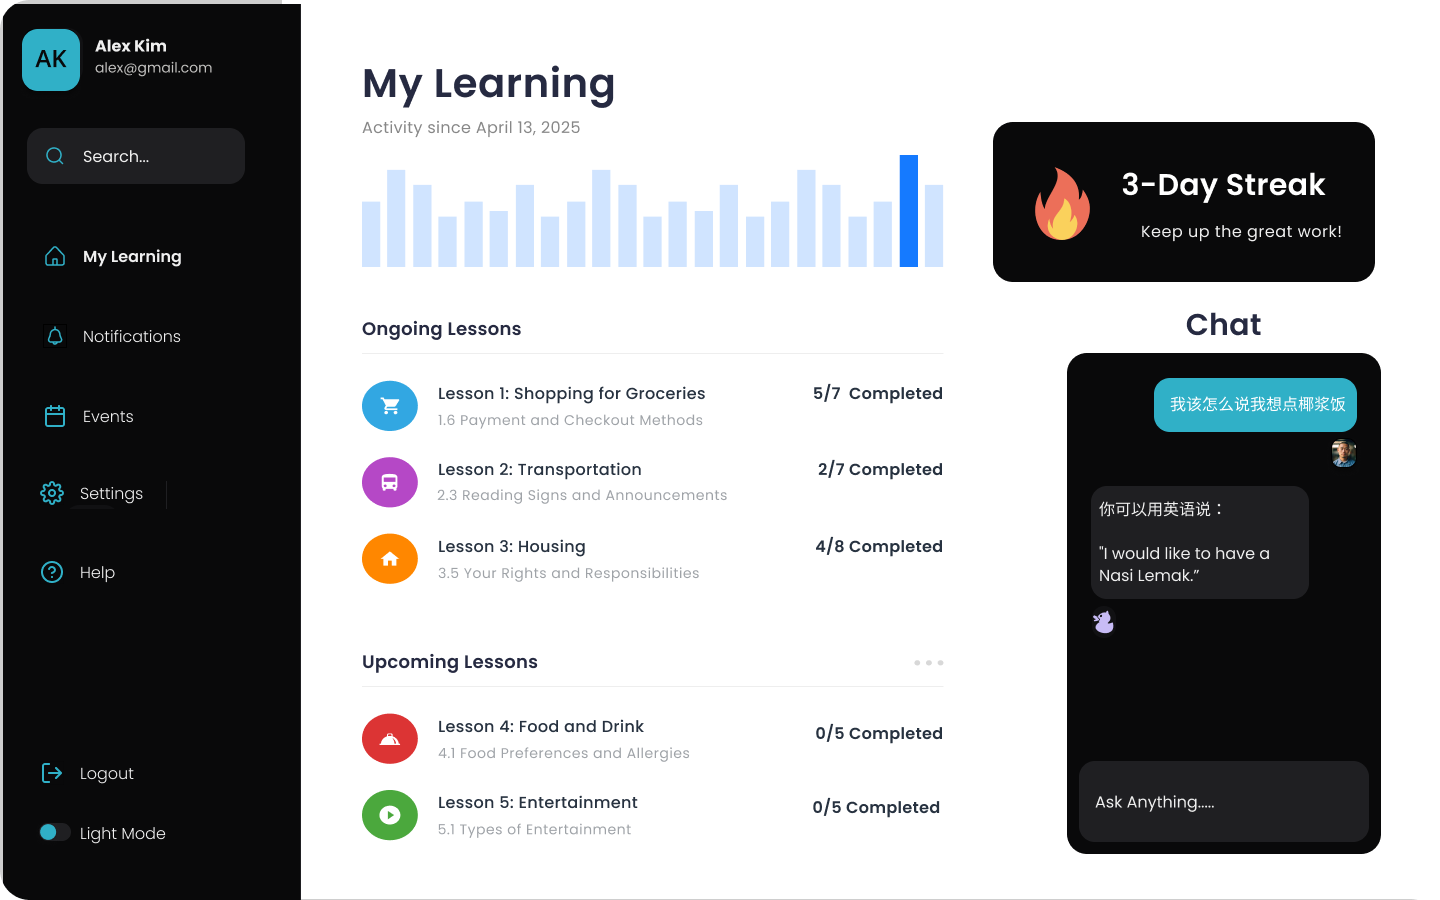 AK
Alex Kim
alex@gmail.com
Search...
My Learning
Notifications
Events
Settings
Help
Logout
Light Mode
My Learning
Activity since April 13, 2025
Ongoing Lessons
Lesson 1: Shopping for Groceries
5/7 Completed
1.6 Payment and Checkout Methods
Lesson 2: Transportation
2/7 Completed
2.3 Reading Signs and Announcements
Lesson 3: Housing
4/8 Completed
3.5 Your Rights and Responsibilities
Upcoming Lessons
Lesson 4: Food and Drink
0/5 Completed
4.1 Food Preferences and Allergies
Lesson 5: Entertainment
0/5 Completed
5.1 Types of Entertainment
3-Day Streak
Keep up the great work!
Chat
我该怎么说我想点椰浆饭
你可以用英语说：
"I would like to have a
Nasi Lemak.”
Ask Anything.....